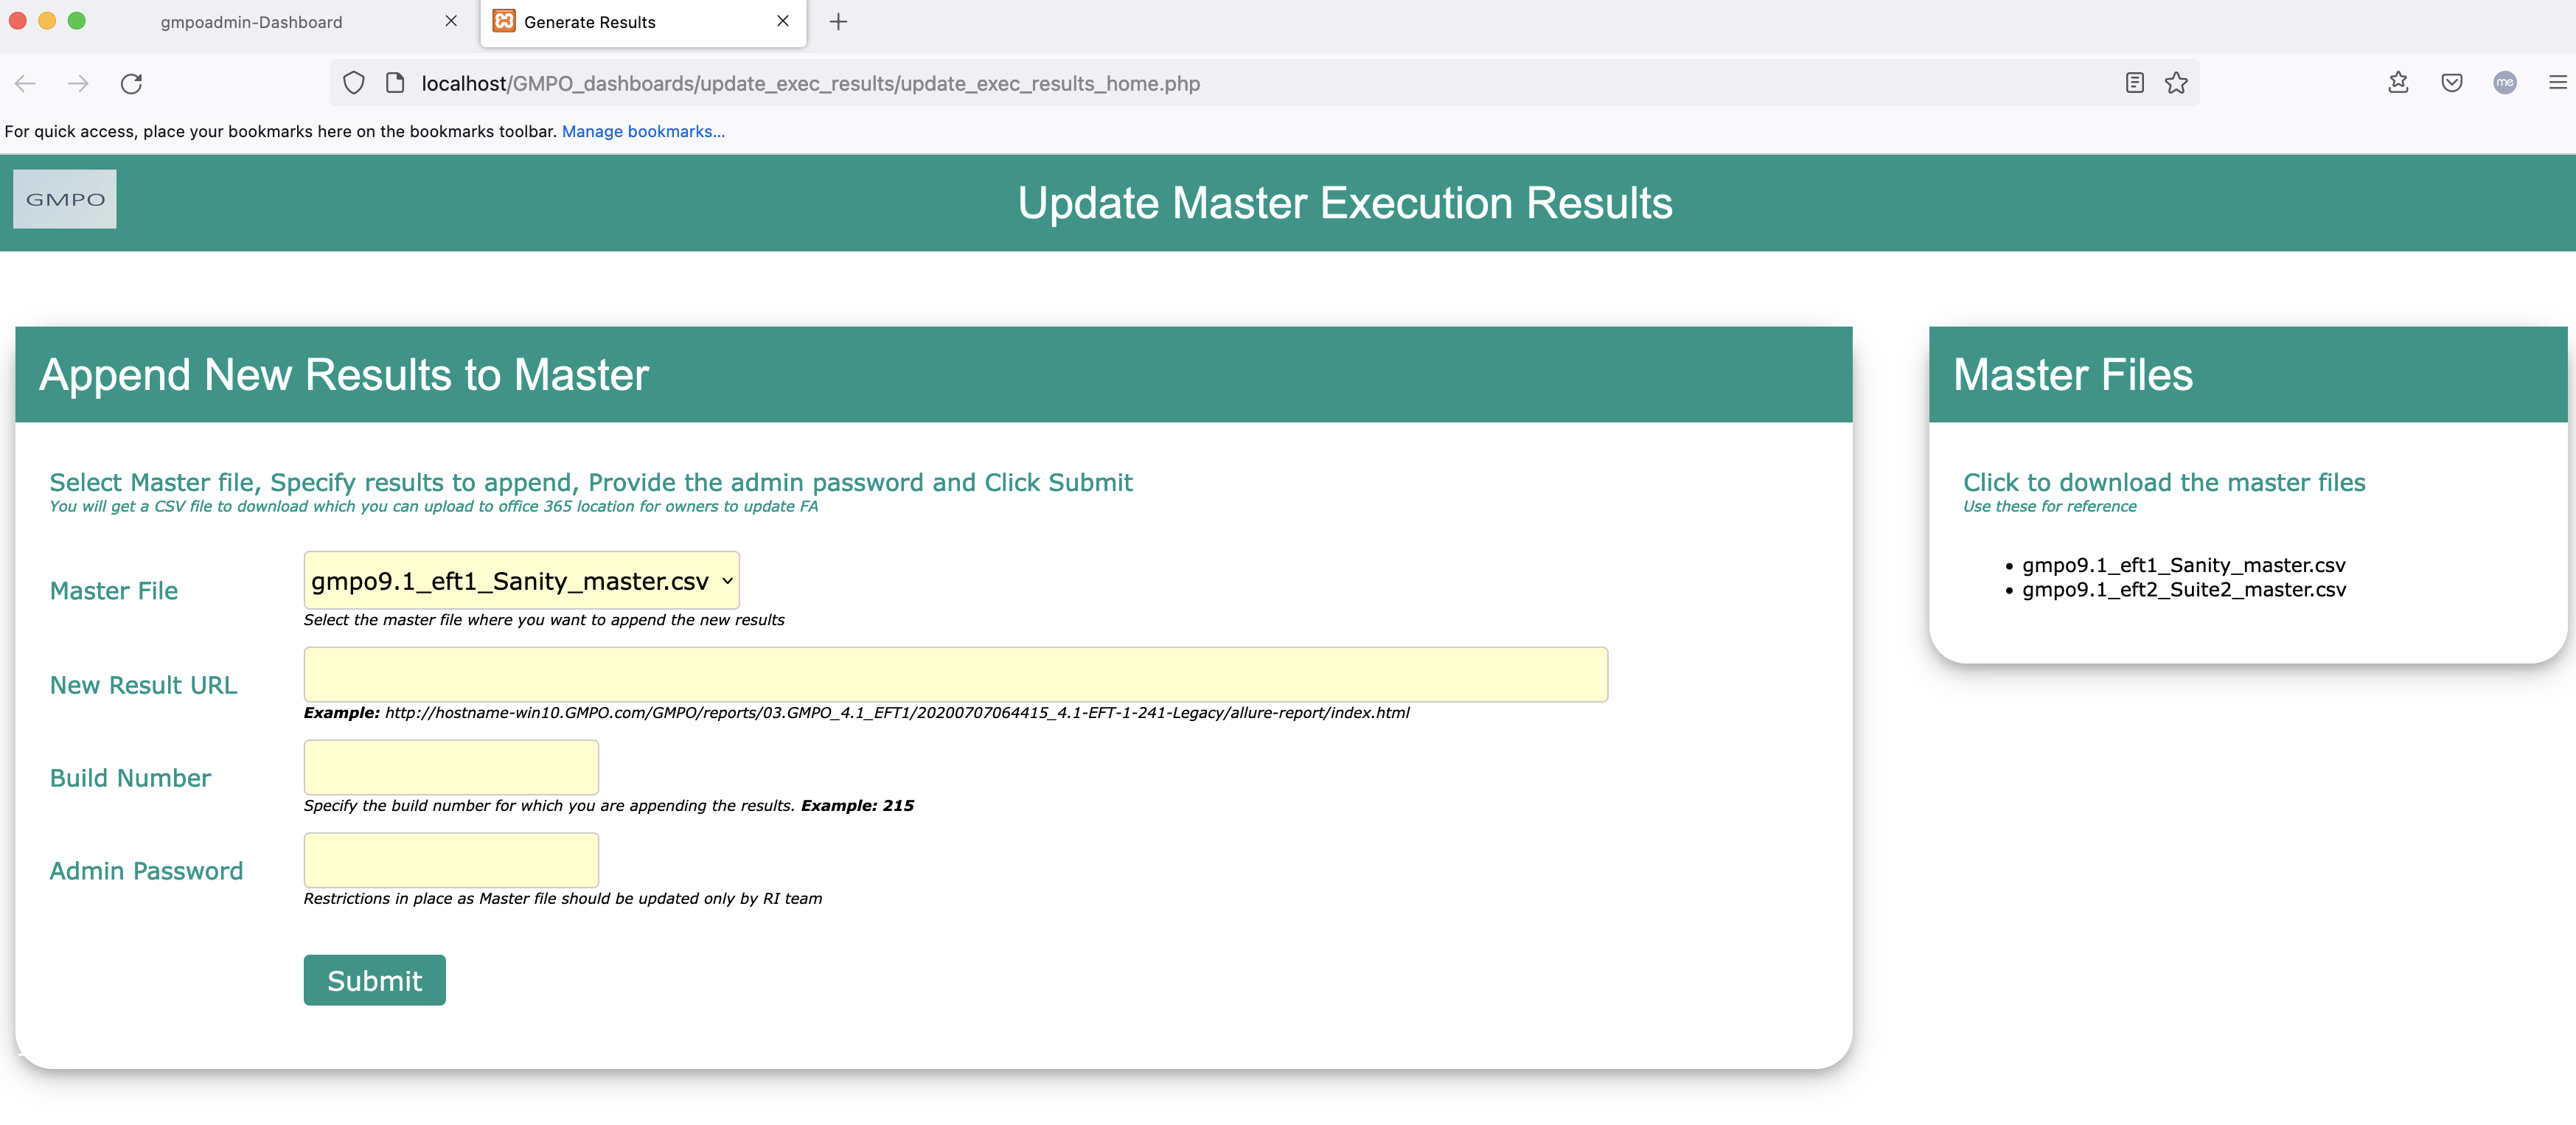 gmpoadmin-Dashboard
Generate Results
localhost/GMPO_dashboards/update_exec_results/update_exec_results_home.php
me
For quick access, place your bookmarks here on the bookmarks toolbar. Manage bookmarks...
GMPO
Update Master Execution Results
Append New Results to Master
Select Master file, Specify results to append, Provide the admin password and Click Submit
You will get a CSV file to download which you can upload to office 365 location for owners to update FA
Master File
gmpo9.1_eft1_Sanity_master.csv
Select the master file where you want to append the new results
New Result URL
Example: http://hostname-win10.GMPO.com/GMPO/reports/03.GMPO_4.1_EFT1/20200707064415_4.1-EFT-1-241-Legacy/allure-report/index.html
Build Number
Specify the build number for which you are appending the results. Example: 215
Admin Password
Restrictions in place as Master file should be updated only by RI team
Submit
Master Files
Click to download the master files
Use these for reference
• gmpo9.1_eft1_Sanity_master.csv
• gmpo9.1_eft2_Suite2_master.csv